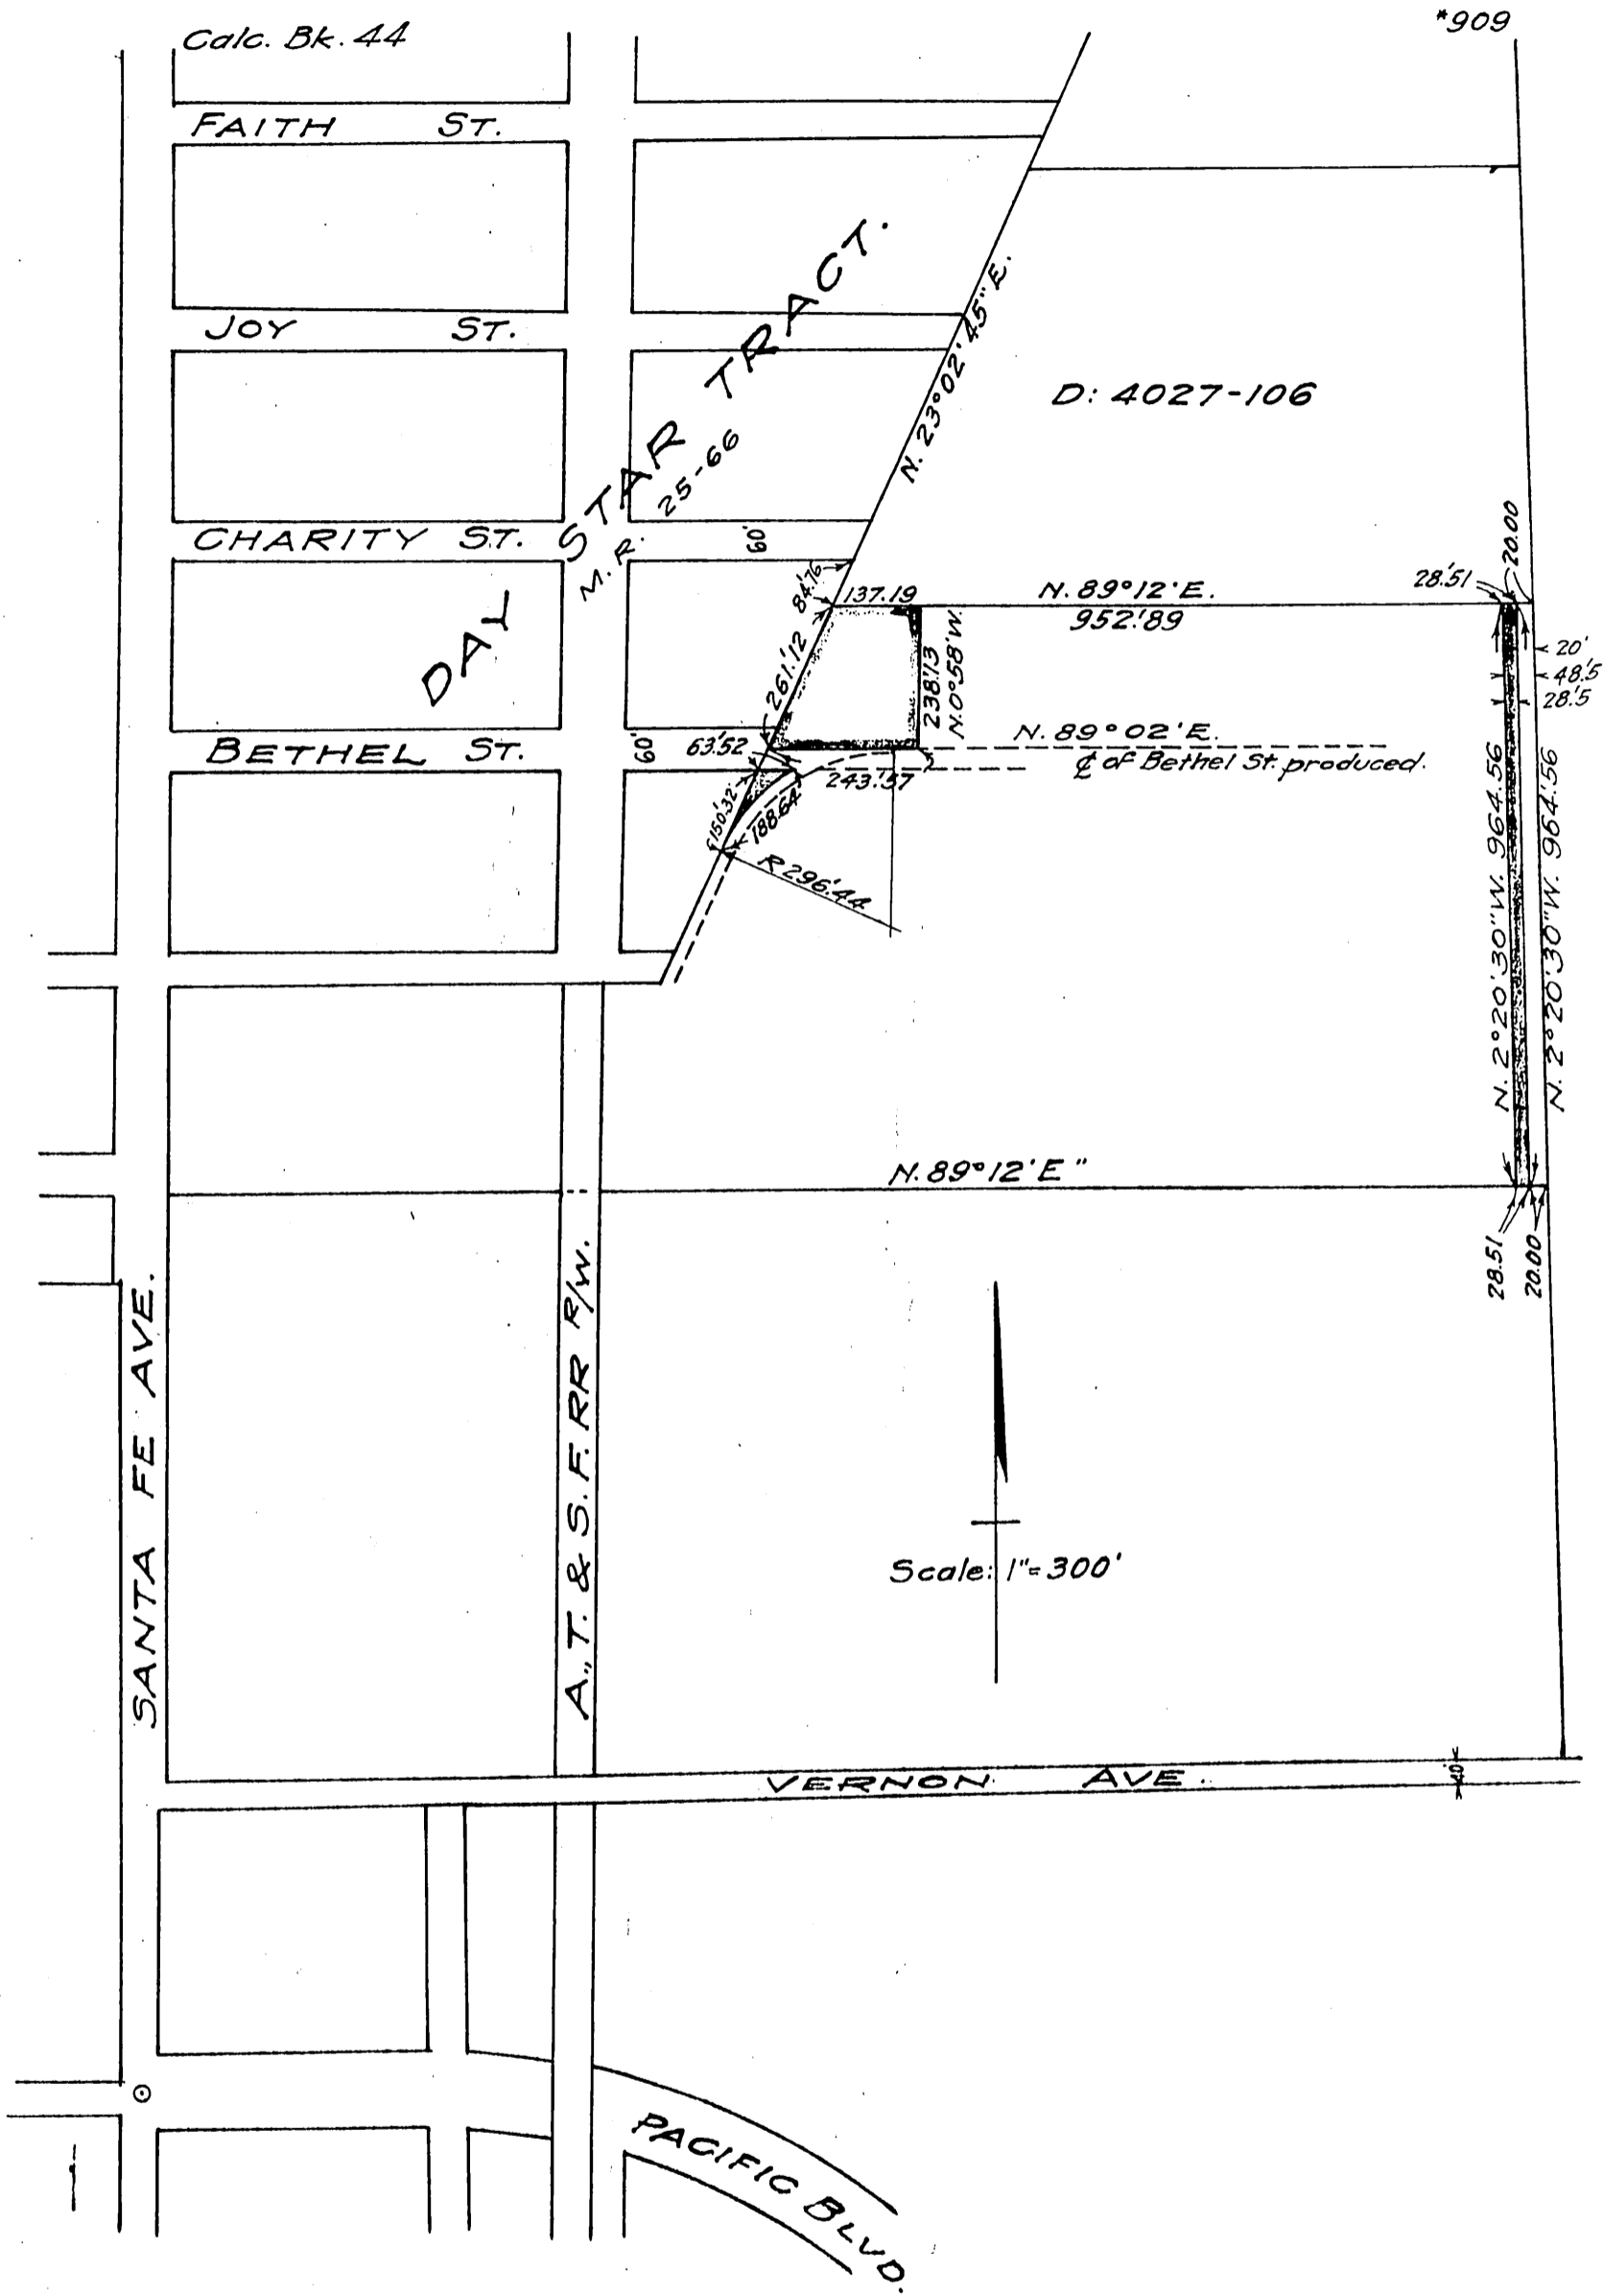 Calc. Bk. 44
*909
FAITH ST.
JOY ST.
CHARITY ST.
BETHEL ST.
DAY STAR TRACT.
M.R. 25-66
N. 23°02'45"E.
D: 4027-106
60'
84.'76
137.19
N. 89°12'E.
952.'89
28.'51
20.00
20'
48.'5
28.'5
261.'12
238.'13
N.0°58'W.
60'
63.'52
N. 89°02'E.
℄ of Bethel St. produced.
243.'57
150.'32
188.64
R 296.'44
N. 2°20'30"W. 964.56
N. 2°20'30"W. 964.'56
N. 89°12'E"
28.51
20.00
SANTA FE AVE.
A., T. & S. F. RR R/W.
Scale: 1"=300'
VERNON AVE.
40'
PACIFIC BLVD.